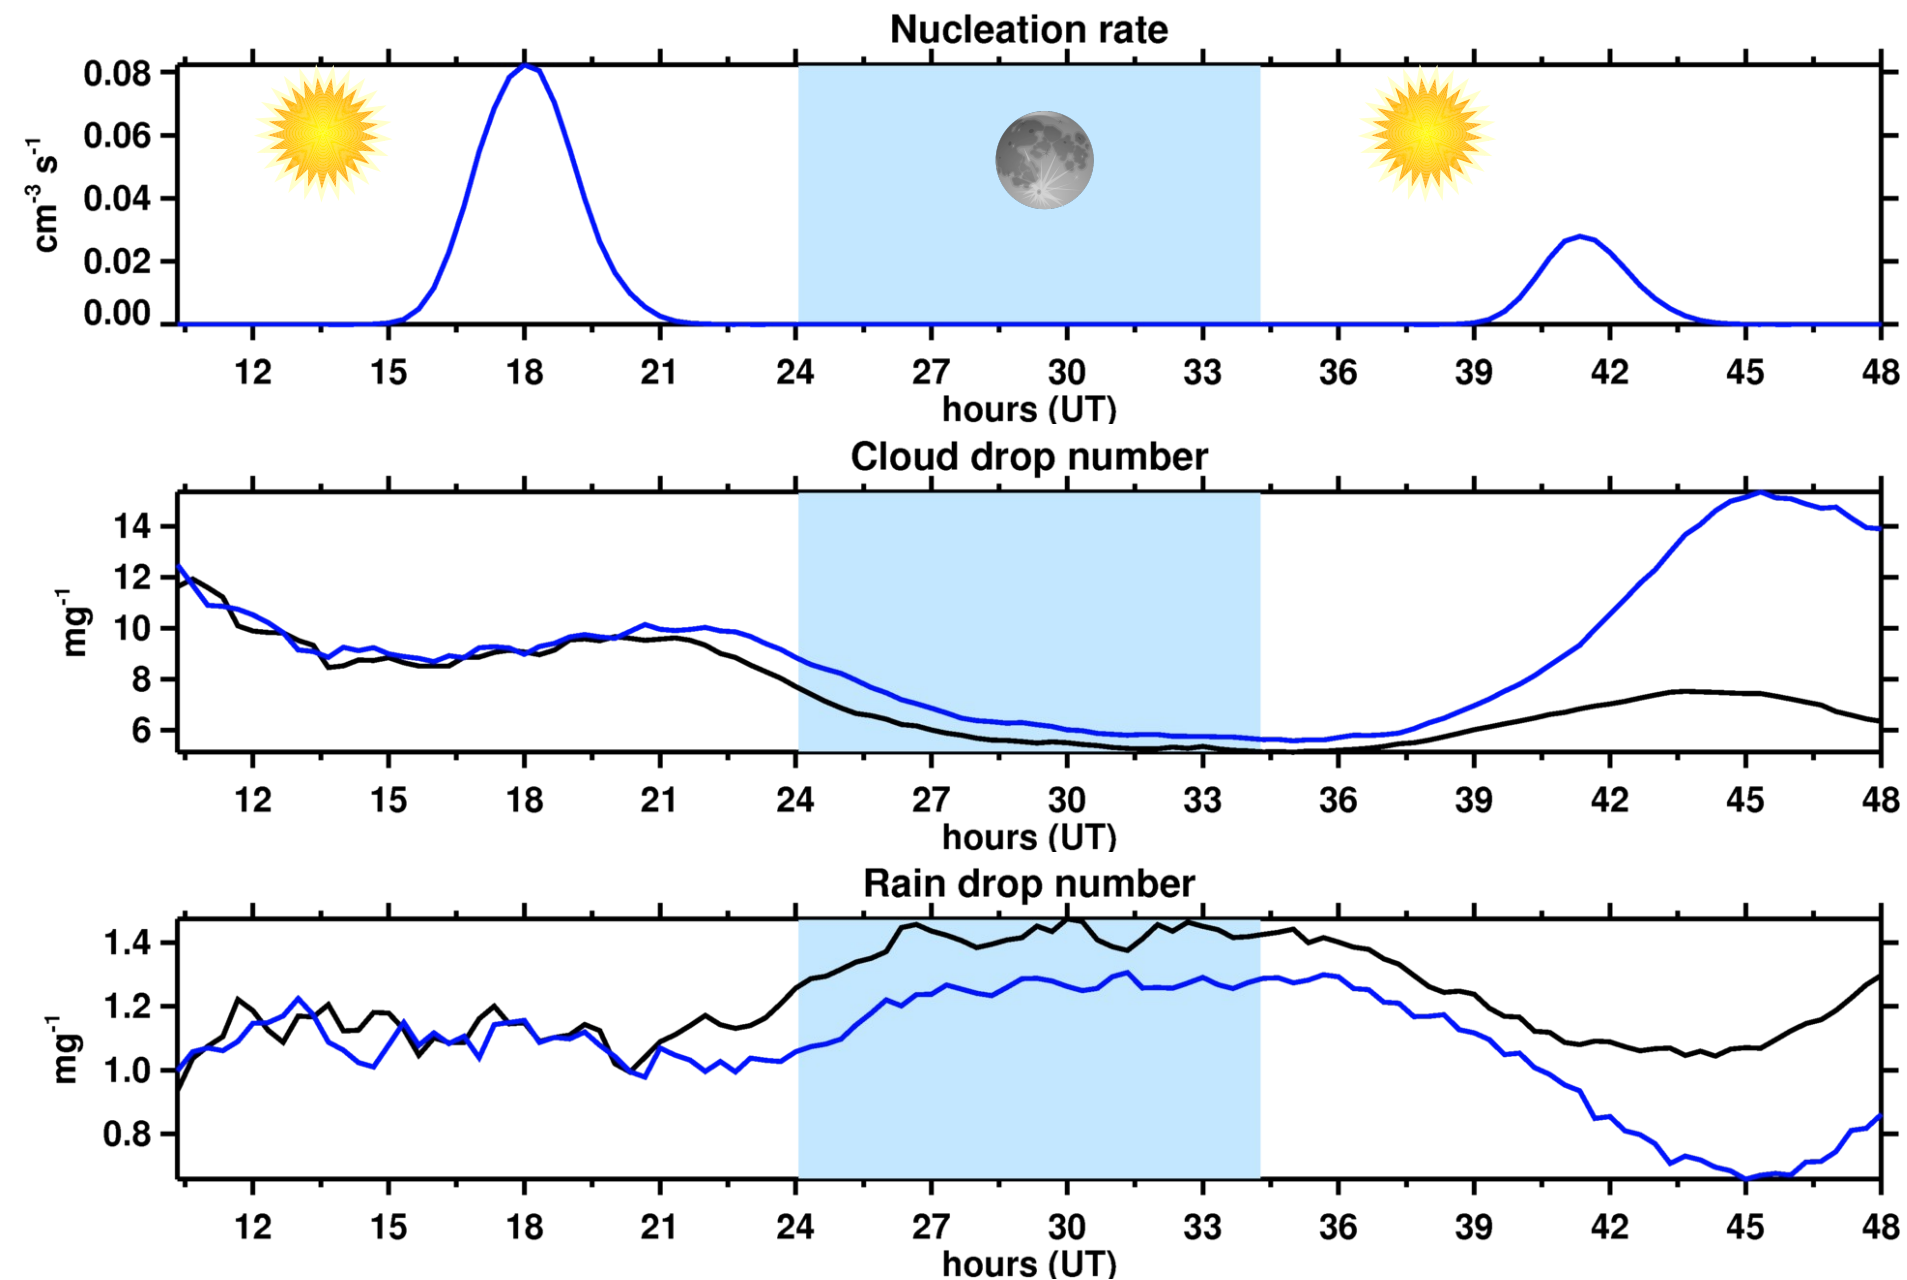 Nucleation rate
0.08
0.06
0.04
0.02
0.00
cm⁻³ s⁻¹
12 15 18 21 24 27 30 33 36 39 42 45 48
hours (UT)
Cloud drop number
14
12
10
8
6
mg⁻¹
12 15 18 21 24 27 30 33 36 39 42 45 48
hours (UT)
Rain drop number
1.4
1.2
1.0
0.8
mg⁻¹
12 15 18 21 24 27 30 33 36 39 42 45 48
hours (UT)